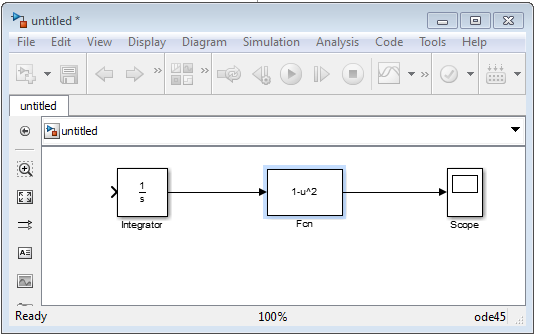 untitled *
File Edit View Display Diagram Simulation Analysis Code Tools Help
untitled
untitled
1
s
1-u^2
Integrator
Fcn
Scope
Ready 100% ode45